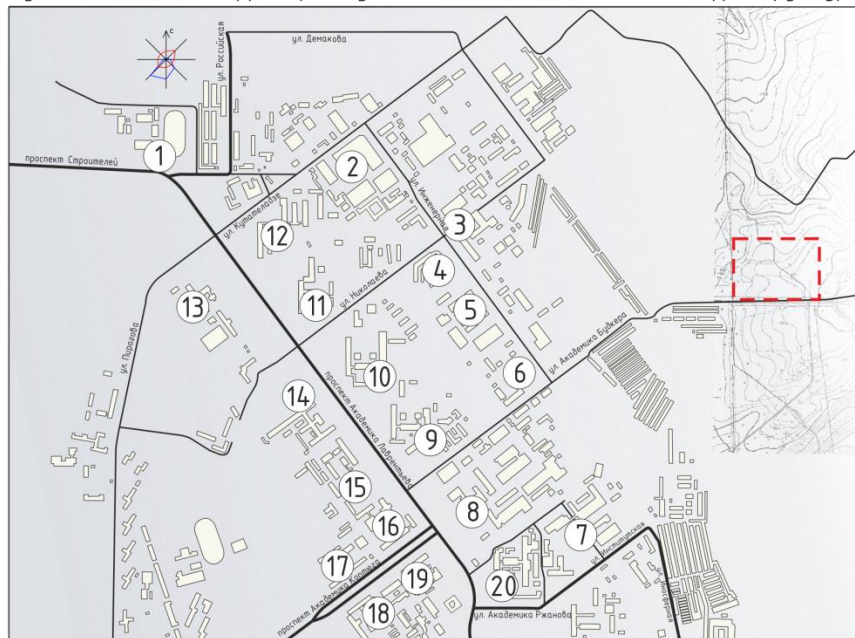 с
ул. Демакова
ул. Российская
проспект Строителей
1
2
ул. Кутателадзе
ул. Инженерная
3
12
4
13
11
ул. Николаева
5
ул. Пирагова
ул. Академика Будкера
10
6
14
проспект Академика Лаврентьева
9
15
8
16
7
ул. Институтская
17
проспект Академика Коптюга
19
20
18
ул. Академика Ржанова